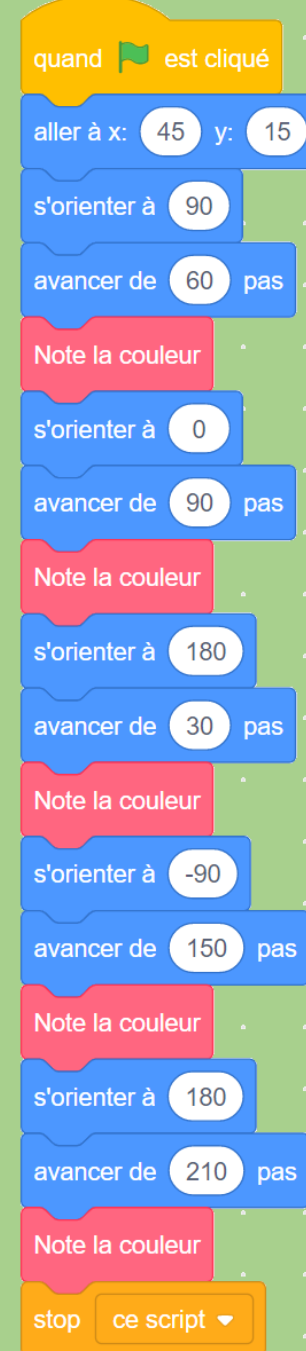 quand est cliqué
aller à x: 45 y: 15
s'orienter à 90
avancer de 60 pas
Note la couleur
s'orienter à 0
avancer de 90 pas
Note la couleur
s'orienter à 180
avancer de 30 pas
Note la couleur
s'orienter à -90
avancer de 150 pas
Note la couleur
s'orienter à 180
avancer de 210 pas
Note la couleur
stop ce script